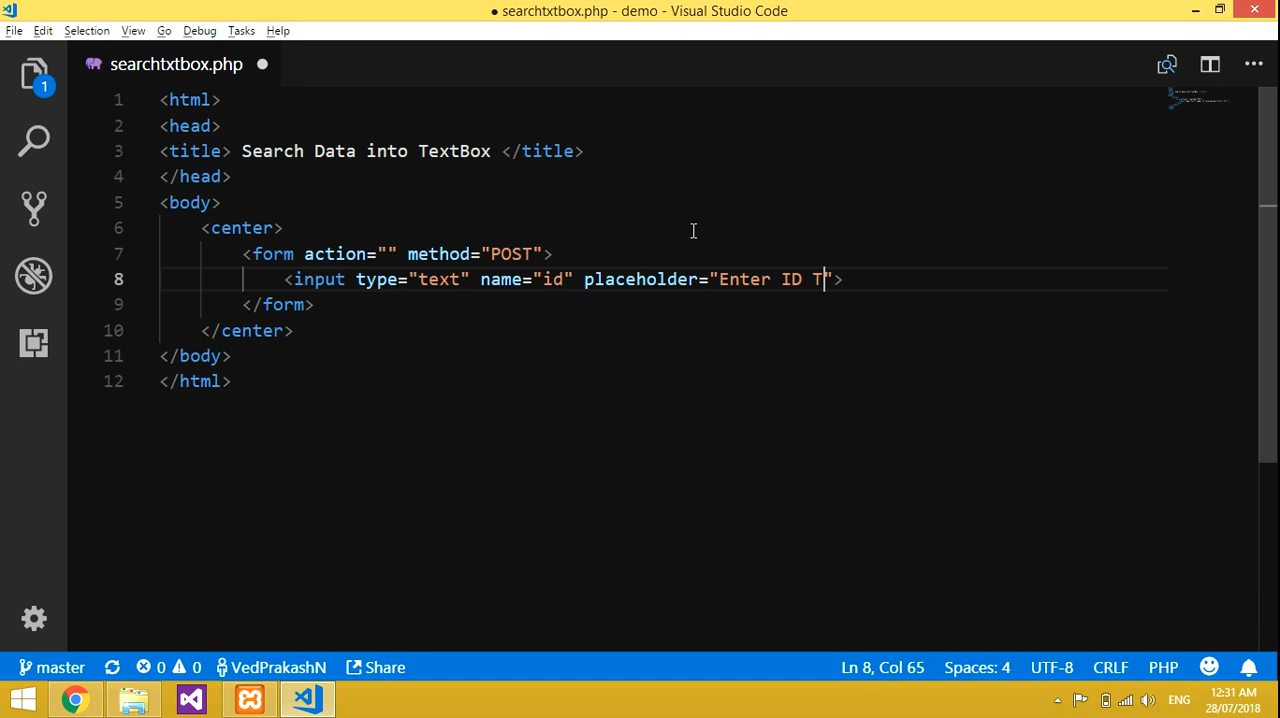 ● searchtxtbox.php - demo - Visual Studio Code
File Edit Selection View Go Debug Tasks Help
1
searchtxtbox.php ●
1 <html>
2 <head>
3 <title> Search Data into TextBox </title>
4 </head>
5 <body>
6 <center>
7 <form action="" method="POST">
8 <input type="text" name="id" placeholder="Enter ID T">
9 </form>
10 </center>
11 </body>
12 </html>
master 0 0 VedPrakashN Share Ln 8, Col 65 Spaces: 4 UTF-8 CRLF PHP
ENG 12:31 AM
28/07/2018